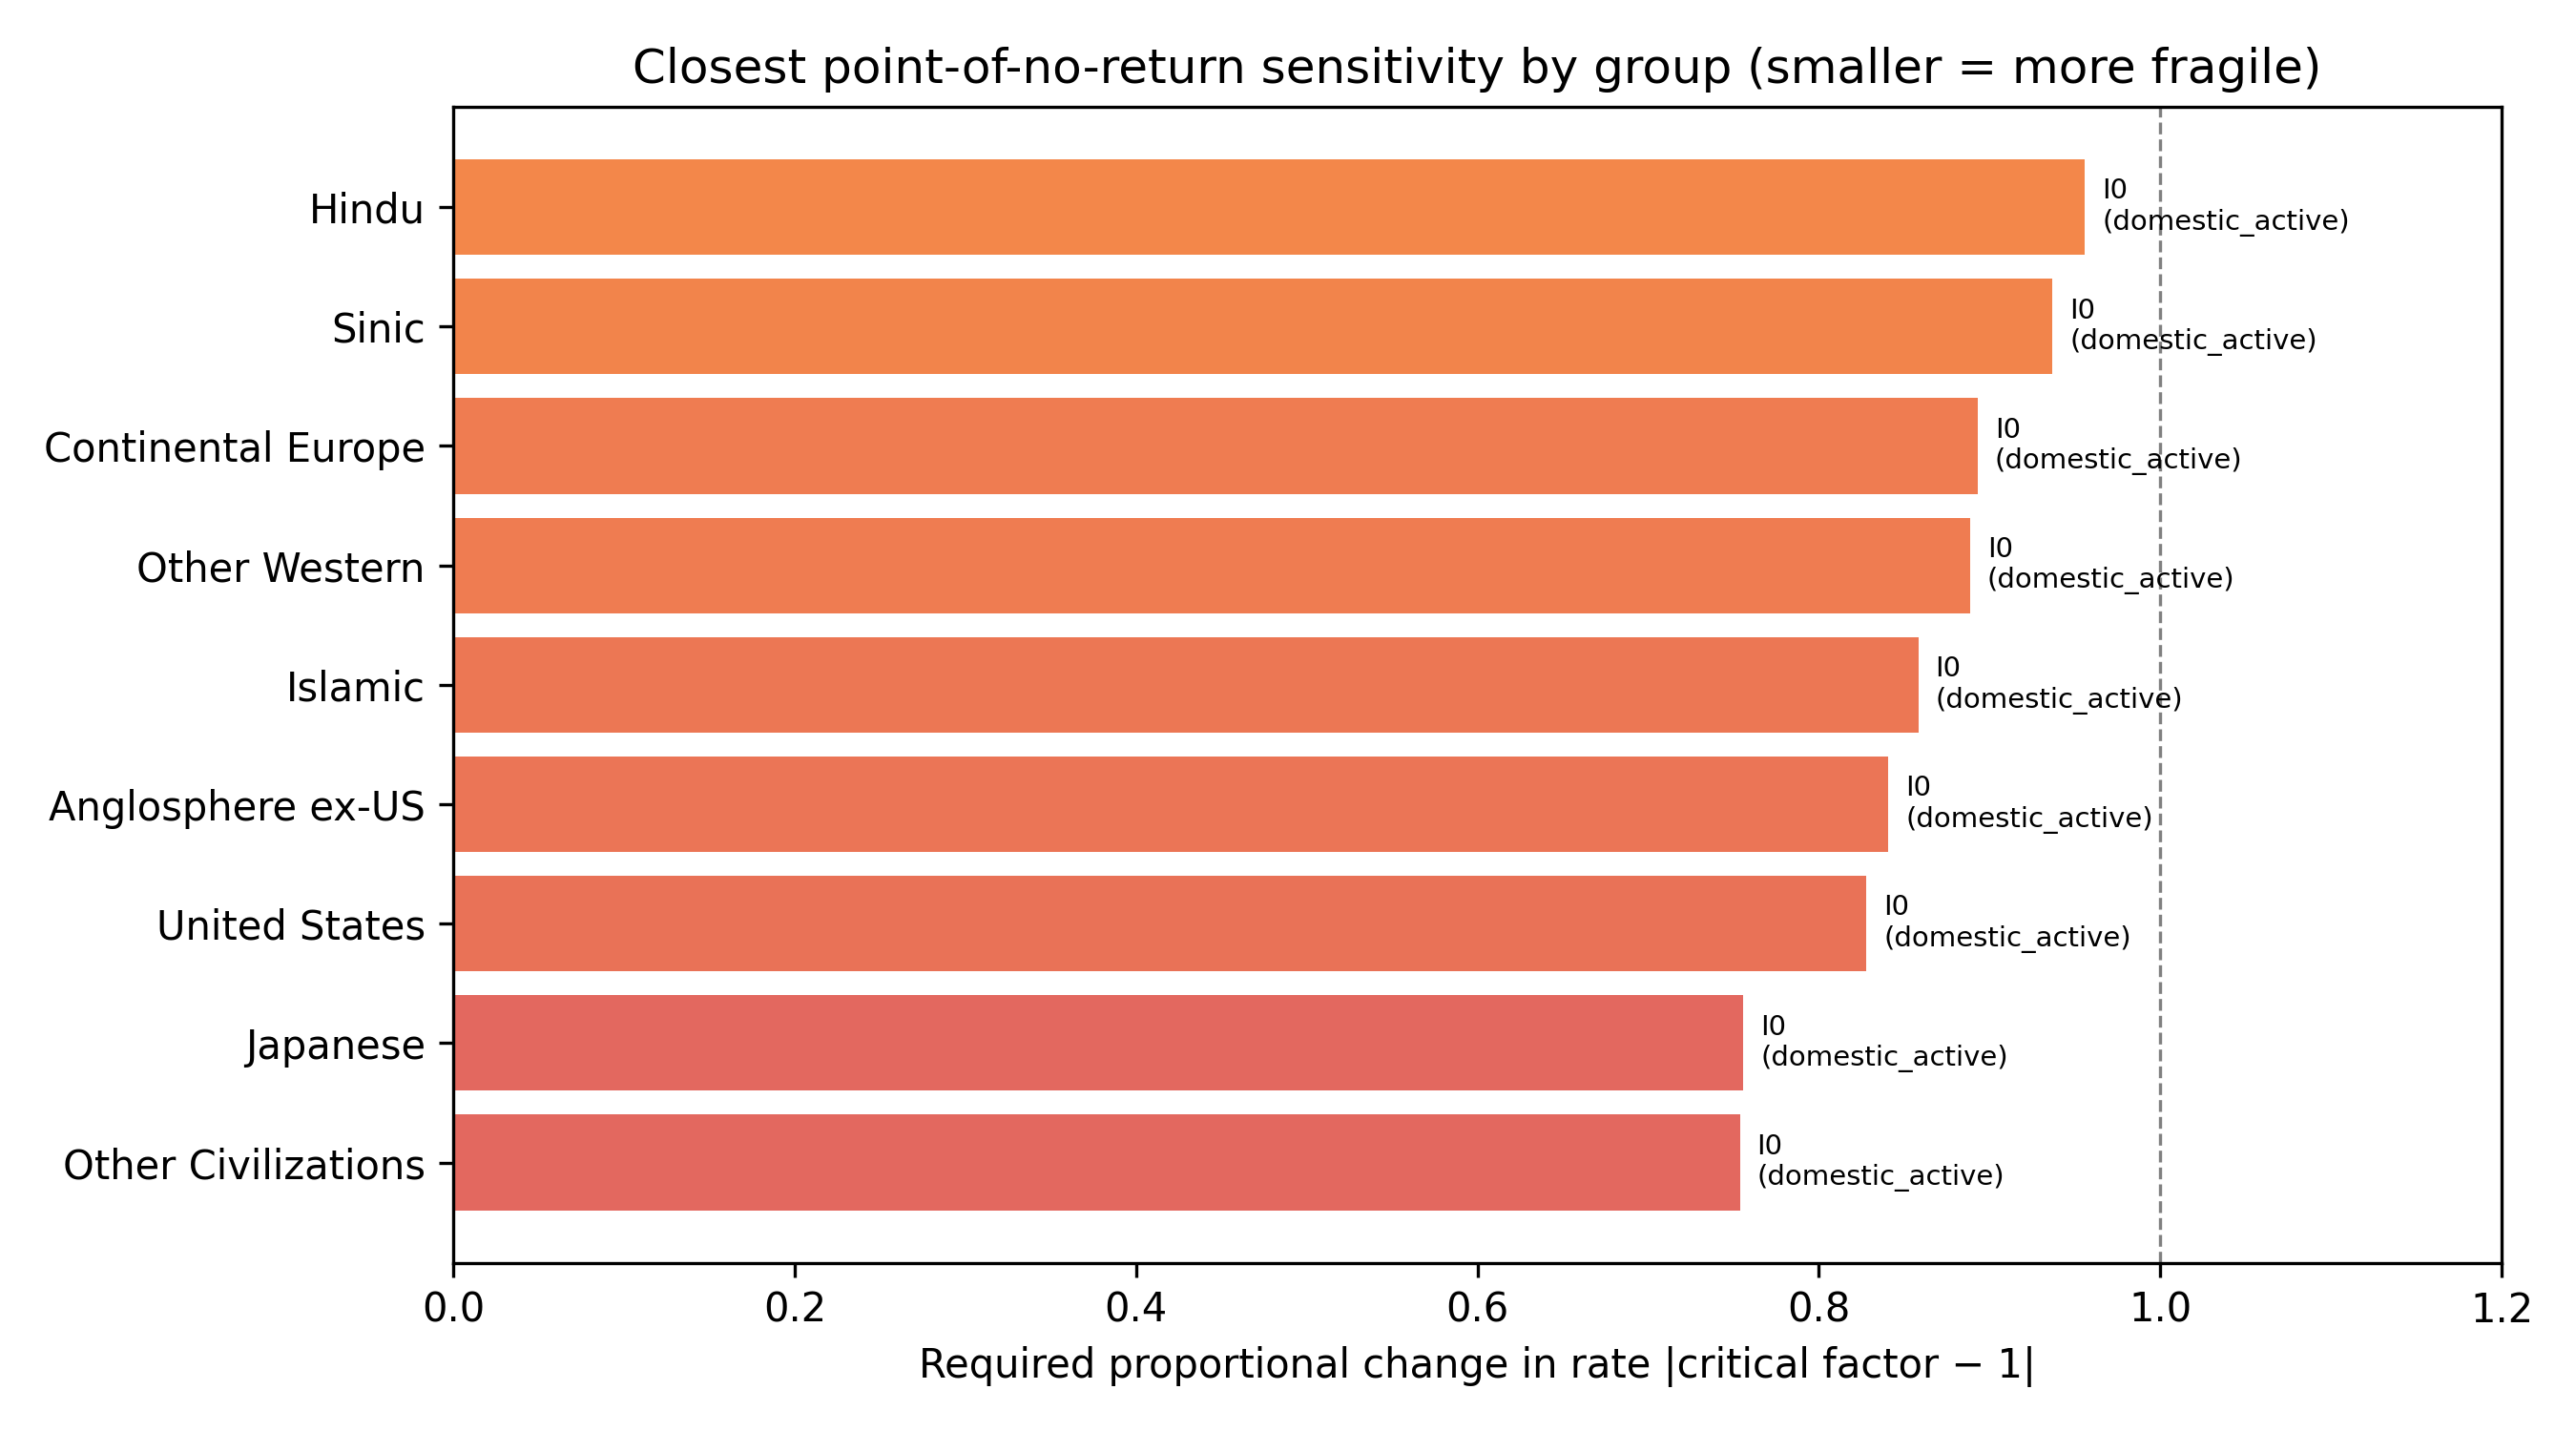 Closest point-of-no-return sensitivity by group (smaller = more fragile)
Hindu
I0
(domestic_active)
Sinic
I0
(domestic_active)
Continental Europe
I0
(domestic_active)
Other Western
I0
(domestic_active)
Islamic
I0
(domestic_active)
Anglosphere ex-US
I0
(domestic_active)
United States
I0
(domestic_active)
Japanese
I0
(domestic_active)
Other Civilizations
I0
(domestic_active)
0.0 0.2 0.4 0.6 0.8 1.0 1.2
Required proportional change in rate |critical factor − 1|